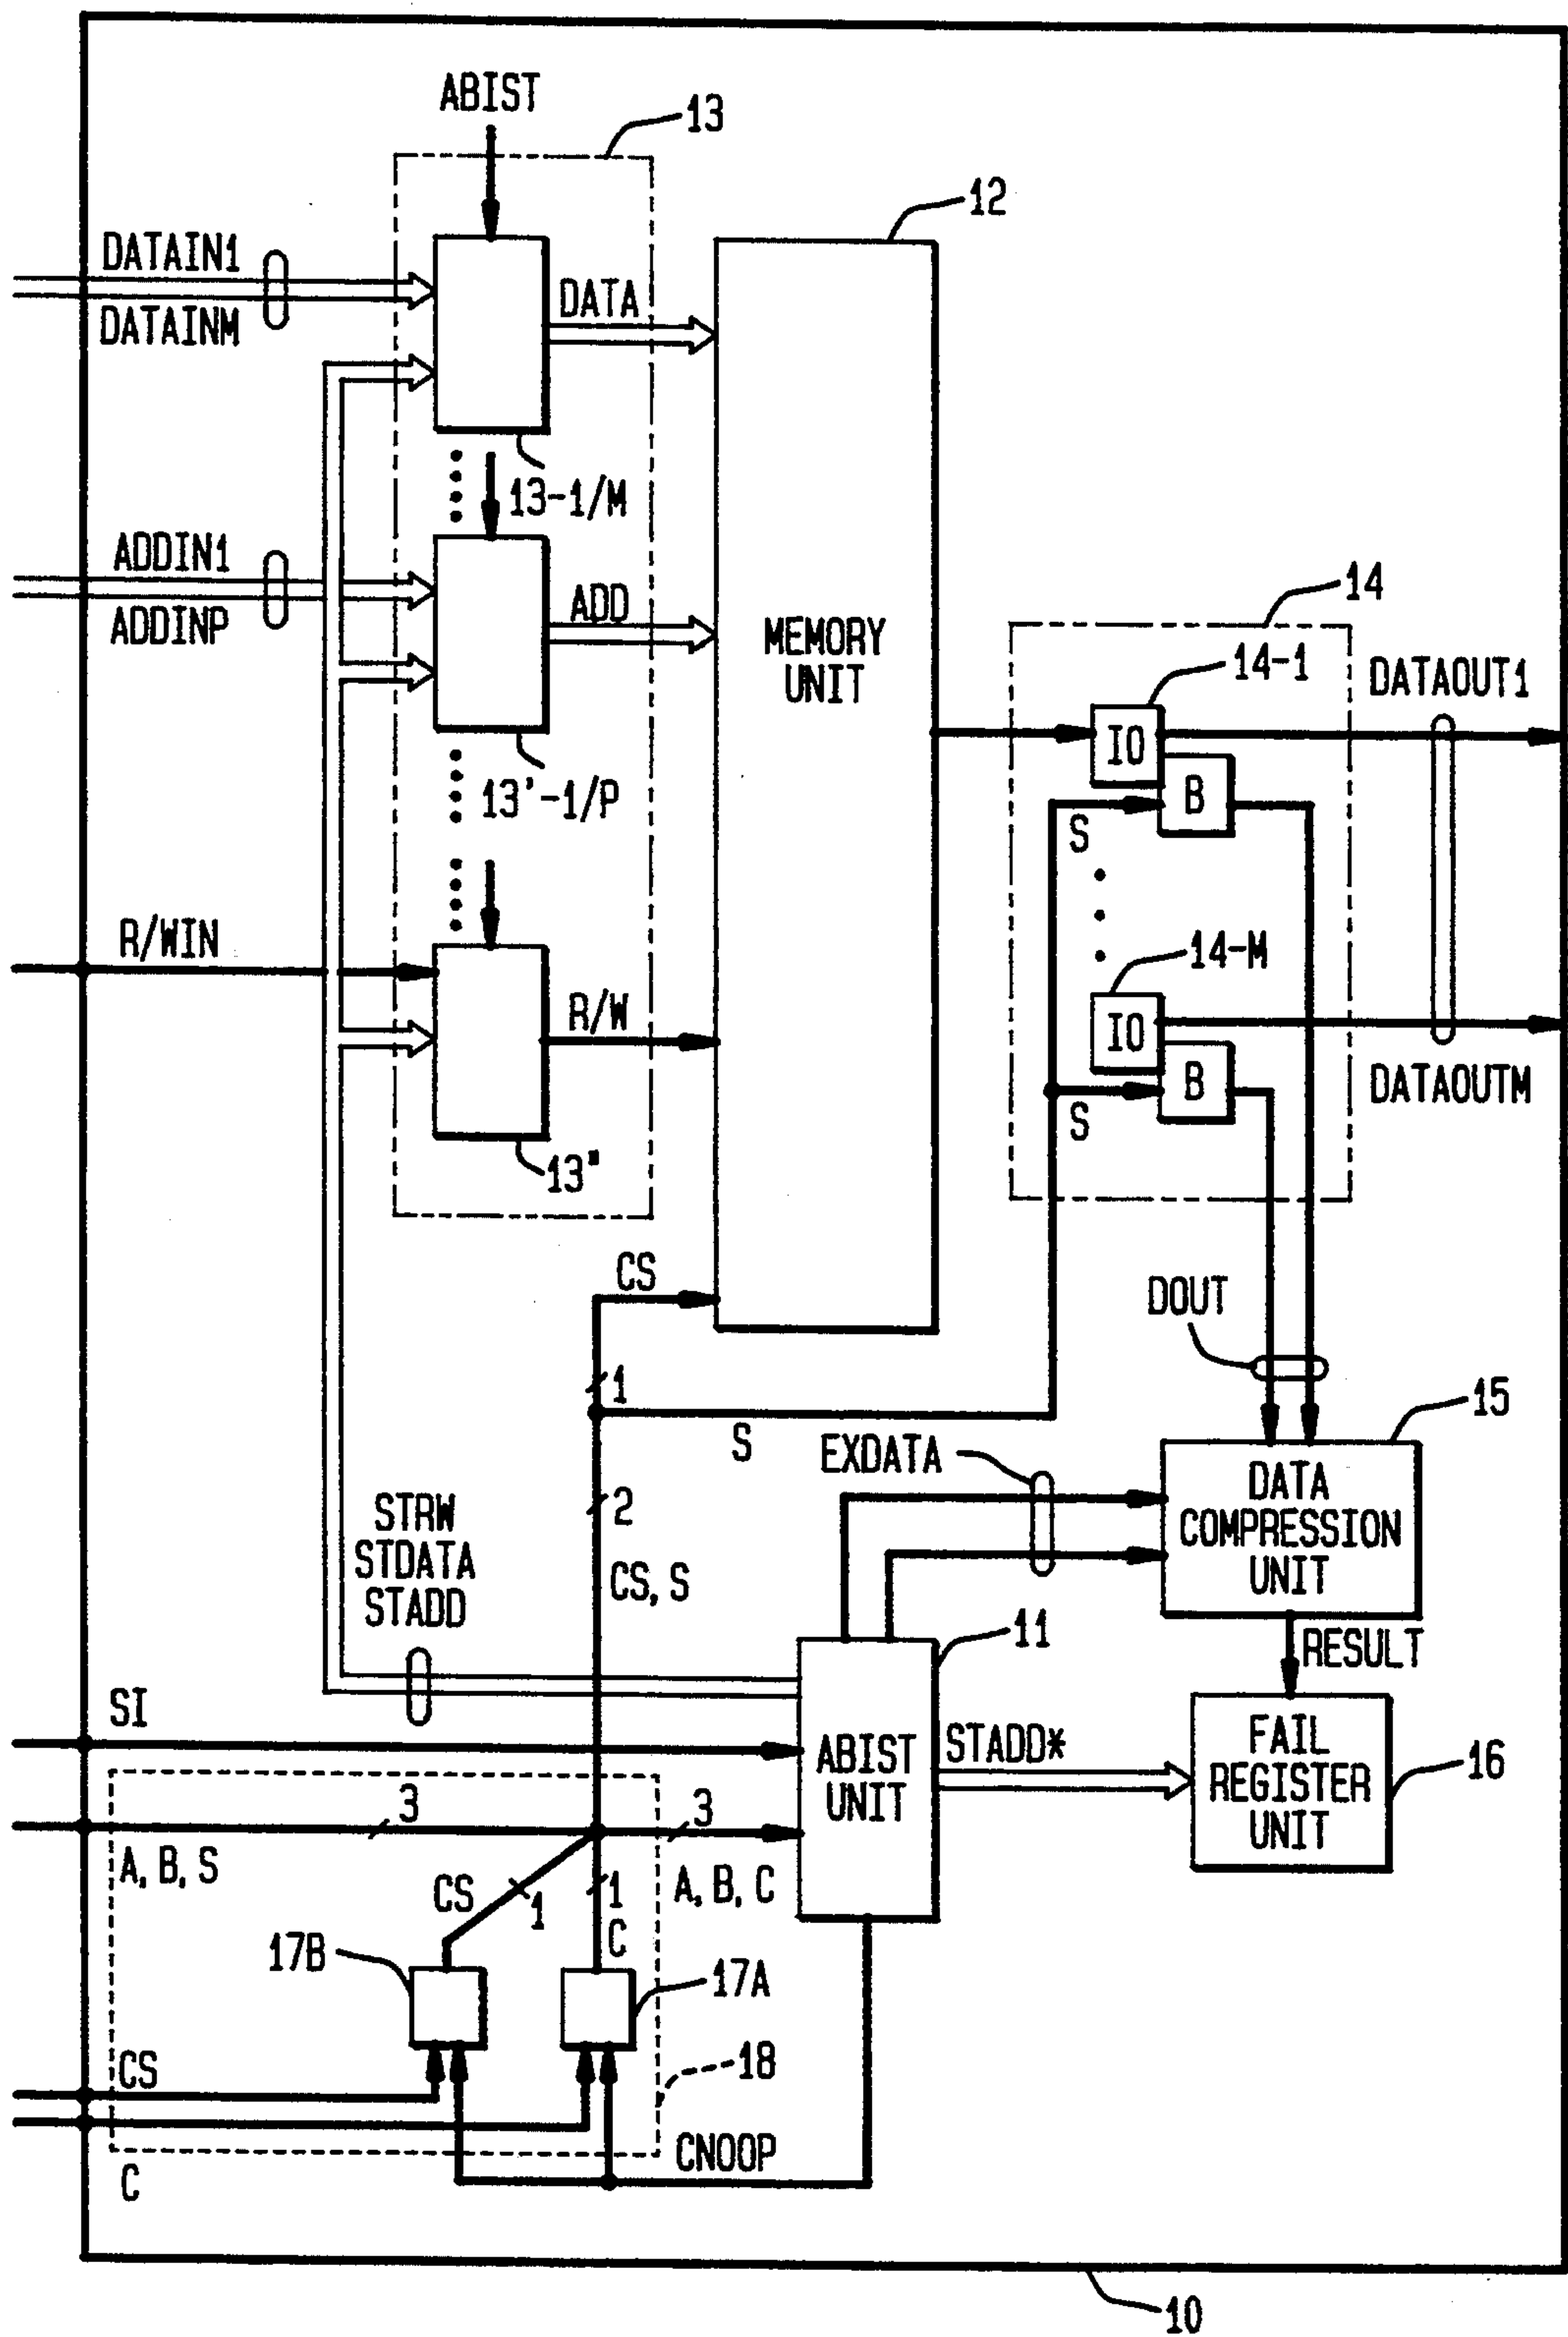 ABIST
13
12
DATAIN1
DATAINM
DATA
13-1/M
ADDIN1
ADDINP
ADD
MEMORY
UNIT
14
14-1
DATAOUT1
IO
B
S
13'-1/P
R/WIN
14-M
R/W
IO
B
S
DATAOUTM
13"
CS
DOUT
1
S
15
EXDATA
DATA
COMPRESSION
UNIT
2
STRW
STDATA
STADD
CS, S
11
RESULT
SI
ABIST
UNIT
STADD*
FAIL
REGISTER
UNIT
16
3
3
A, B, S
CS
1
1
A, B, C
C
17B
17A
CS
18
CNOOP
C
10